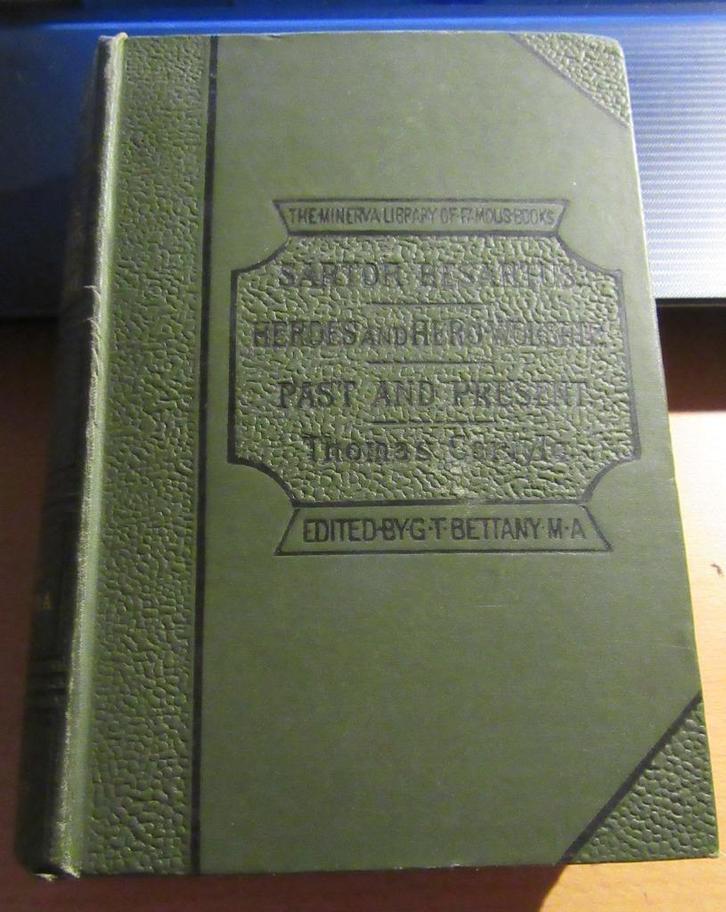 THE·MINERVA·LIBRARY·OF·FAMOUS·BOOKS
SARTOR RESARTUS
HEROES AND HERO-WORSHIP
PAST AND PRESENT
Thomas Carlyle
EDITED·BY·G·T·BETTANY·M·A